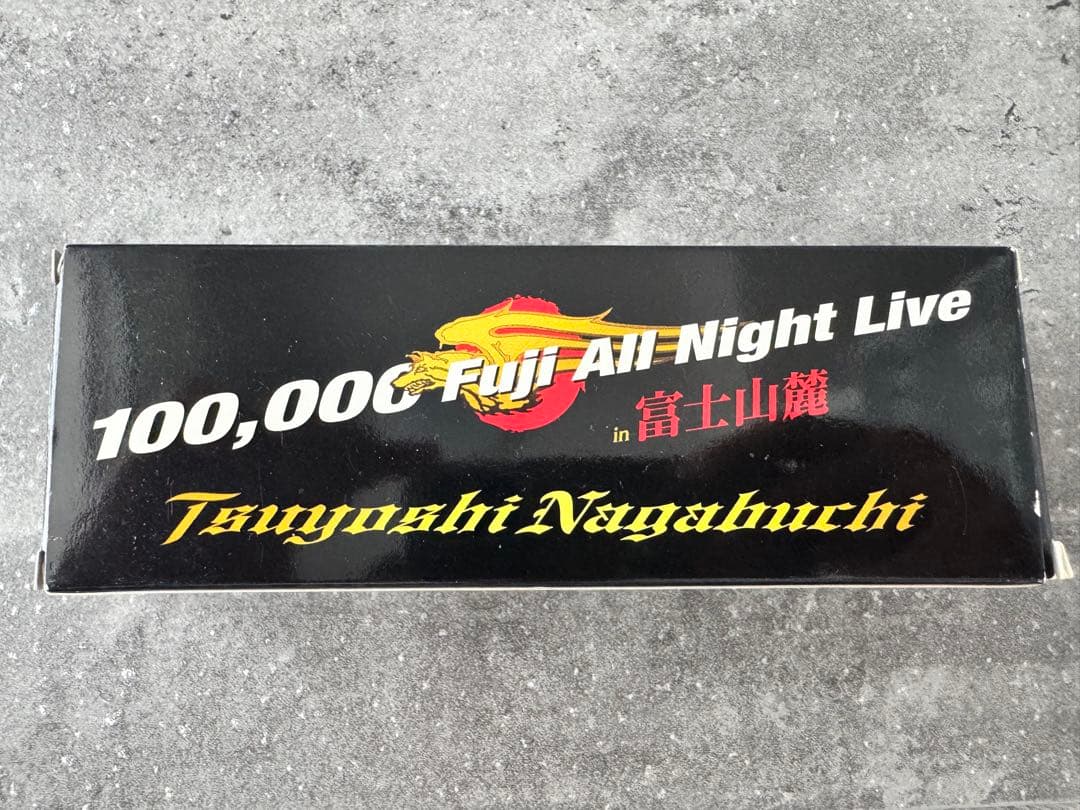 100,000 Fuji All Night Live
in 富士山麓
Tsuyoshi Nagabuchi